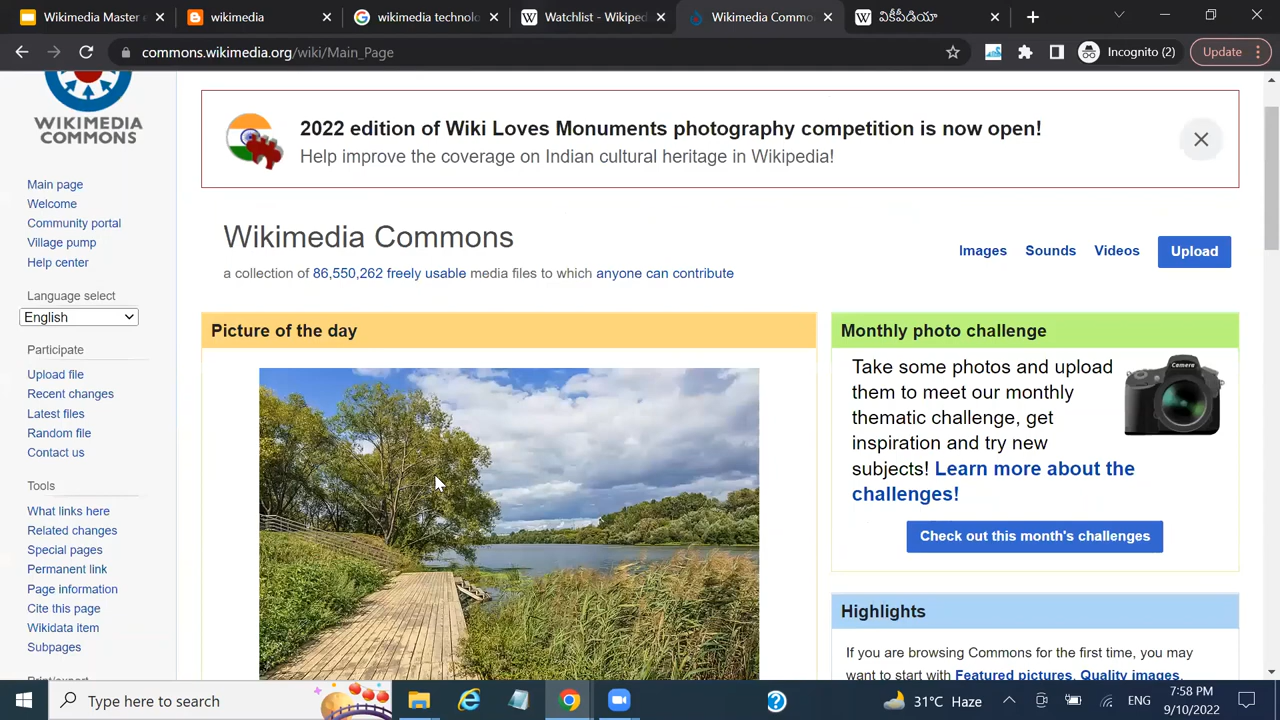 Wikimedia Master
wikimedia
wikimedia technolo
Watchlist - Wikiped
Wikimedia Commo
వికీపీడియా
commons.wikimedia.org/wiki/Main_Page
Incognito (2)
Update
WIKIMEDIA
COMMONS
Main page
Welcome
Community portal
Village pump
Help center
Language select
English
Participate
Upload file
Recent changes
Latest files
Random file
Contact us
Tools
What links here
Related changes
Special pages
Permanent link
Page information
Cite this page
Wikidata item
Subpages
2022 edition of Wiki Loves Monuments photography competition is now open!
Help improve the coverage on Indian cultural heritage in Wikipedia!
Wikimedia Commons
a collection of 86,550,262 freely usable media files to which anyone can contribute
Images
Sounds
Videos
Upload
Picture of the day
Monthly photo challenge
Take some photos and upload
them to meet our monthly
thematic challenge, get
inspiration and try new
subjects! Learn more about the
challenges!
Camera
Check out this month's challenges
Highlights
If you are browsing Commons for the first time, you may
want to start with Featured pictures, Quality images,
Type here to search
31°C Haze
ENG
7:58 PM
9/10/2022